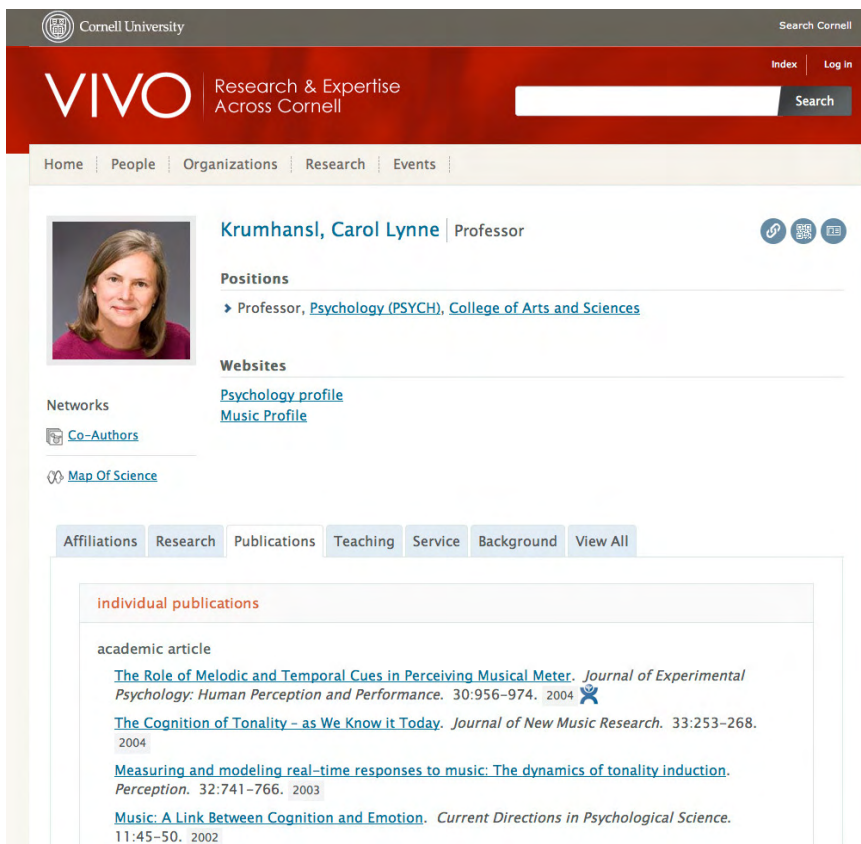 Cornell University
Search Cornell
Index Log in
VIVO Research & Expertise
Across Cornell
Search
Home People Organizations Research Events
Krumhansl, Carol Lynne Professor
Positions
Professor, Psychology (PSYCH), College of Arts and Sciences
Websites
Psychology profile
Music Profile
Networks
Co-Authors
Map Of Science
Affiliations Research Publications Teaching Service Background View All
individual publications
academic article
The Role of Melodic and Temporal Cues in Perceiving Musical Meter. Journal of Experimental
Psychology: Human Perception and Performance. 30:956-974. 2004
The Cognition of Tonality - as We Know it Today. Journal of New Music Research. 33:253-268.
2004
Measuring and modeling real-time responses to music: The dynamics of tonality induction.
Perception. 32:741-766. 2003
Music: A Link Between Cognition and Emotion. Current Directions in Psychological Science.
11:45-50. 2002